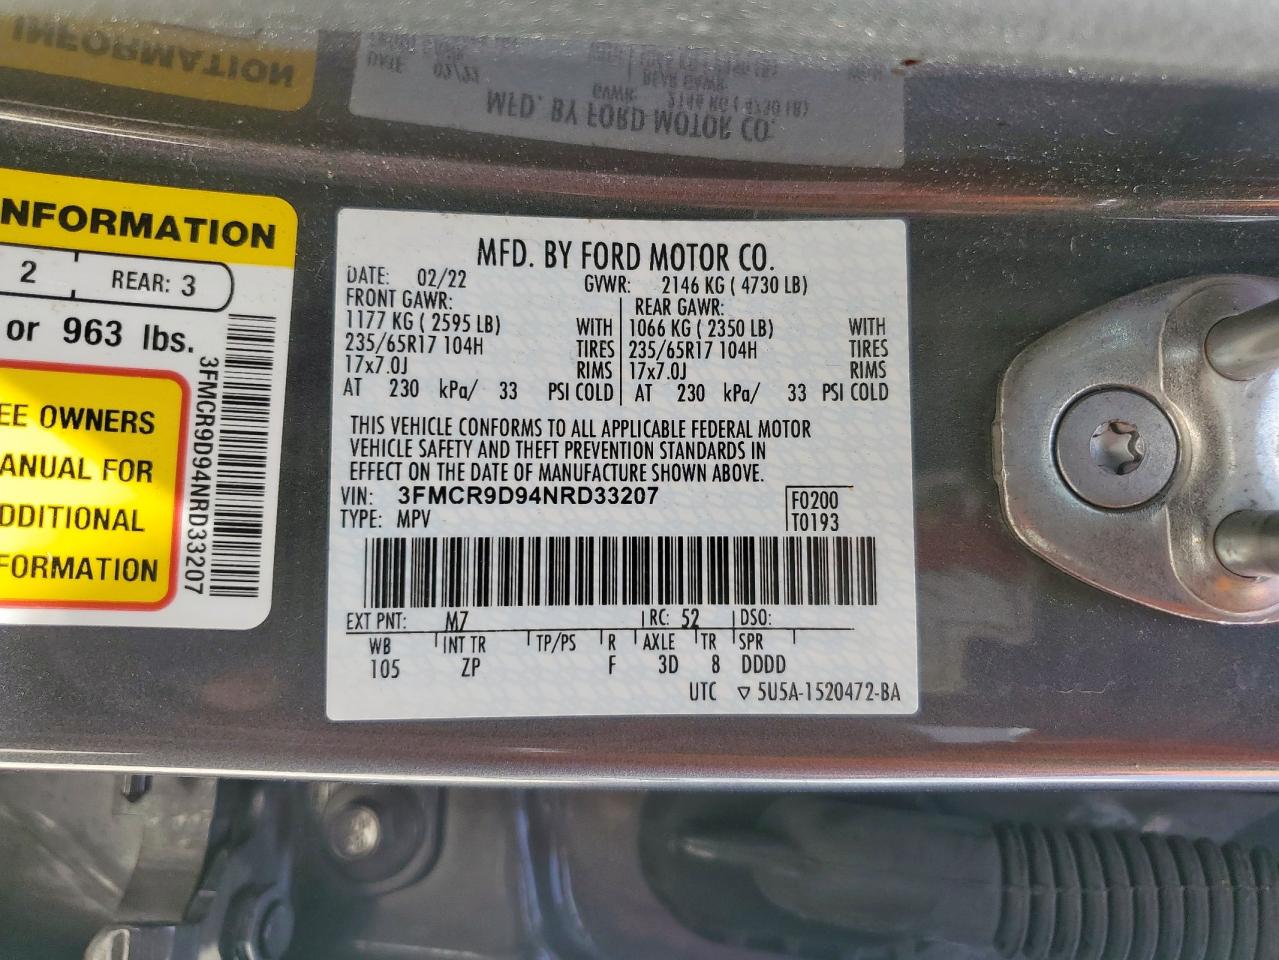 NFORMATION
2 REAR: 3
or 963 lbs.
EE OWNERS
ANUAL FOR
DDITIONAL
FORMATION
3FMCR9D94NRD33207
MFD. BY FORD MOTOR CO.
DATE: 02/22 GVWR: 2146 KG ( 4730 LB)
FRONT GAWR: REAR GAWR:
1177 KG ( 2595 LB) WITH 1066 KG ( 2350 LB) WITH
235/65R17 104H TIRES 235/65R17 104H TIRES
17x7.0J RIMS 17x7.0J RIMS
AT 230 kPa/ 33 PSI COLD AT 230 kPa/ 33 PSI COLD
THIS VEHICLE CONFORMS TO ALL APPLICABLE FEDERAL MOTOR
VEHICLE SAFETY AND THEFT PREVENTION STANDARDS IN
EFFECT ON THE DATE OF MANUFACTURE SHOWN ABOVE.
VIN: 3FMCR9D94NRD33207 F0200
TYPE: MPV T0193
EXT PNT: M7 RC: 52 DSO:
WB INT TR TP/PS R AXLE TR SPR
105 ZP F 3D 8 DDDD
UTC ▽ 5U5A-1520472-BA